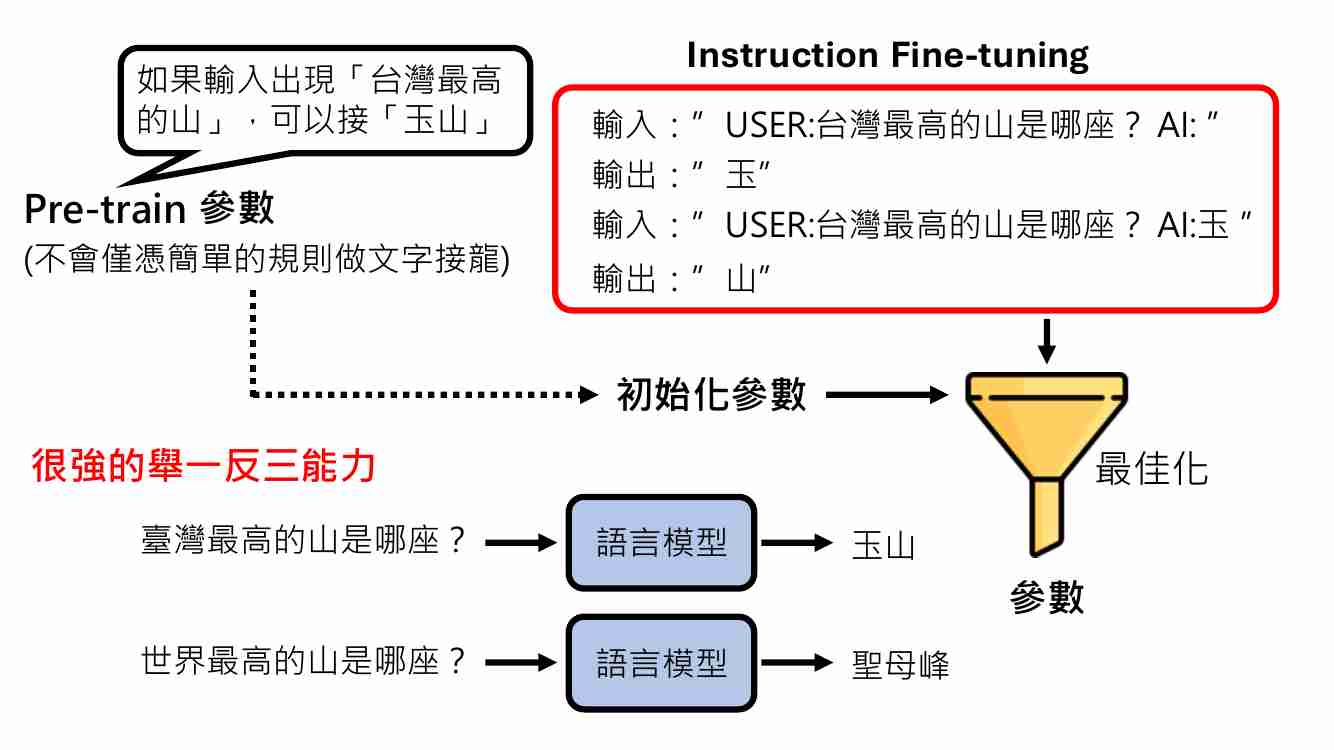 如果輸入出現「台灣最高
的山」，可以接「玉山」
Pre-train 參數
(不會僅憑簡單的規則做文字接龍)
Instruction Fine-tuning
輸入：”USER:台灣最高的山是哪座？ AI: ”
輸出：”玉”
輸入：”USER:台灣最高的山是哪座？ AI:玉 ”
輸出：”山”
初始化參數
最佳化
參數
很強的舉一反三能力
臺灣最高的山是哪座？
語言模型
玉山
世界最高的山是哪座？
語言模型
聖母峰